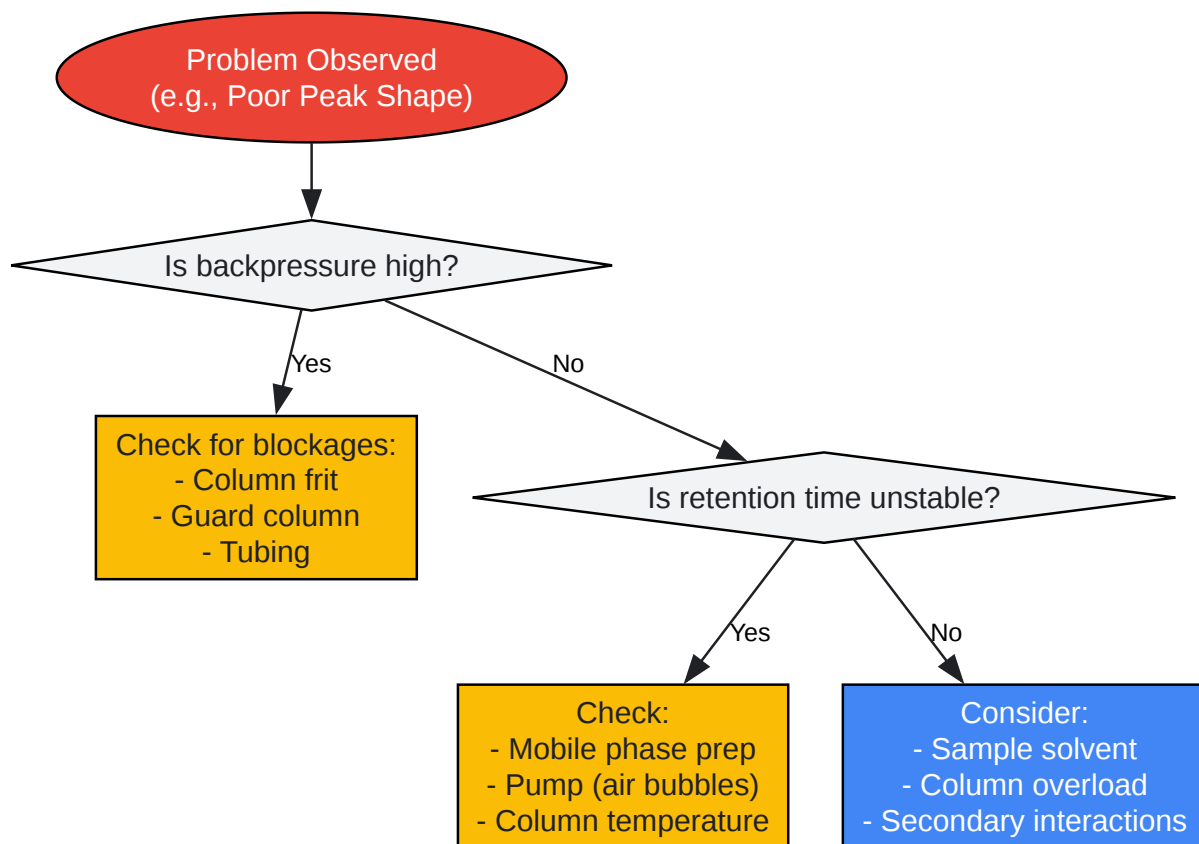 Problem Observed
(e.g., Poor Peak Shape)
Is backpressure high?
Yes
No
Check for blockages:
- Column frit
- Guard column
- Tubing
Is retention time unstable?
Yes
No
Check:
- Mobile phase prep
- Pump (air bubbles)
- Column temperature
Consider:
- Sample solvent
- Column overload
- Secondary interactions